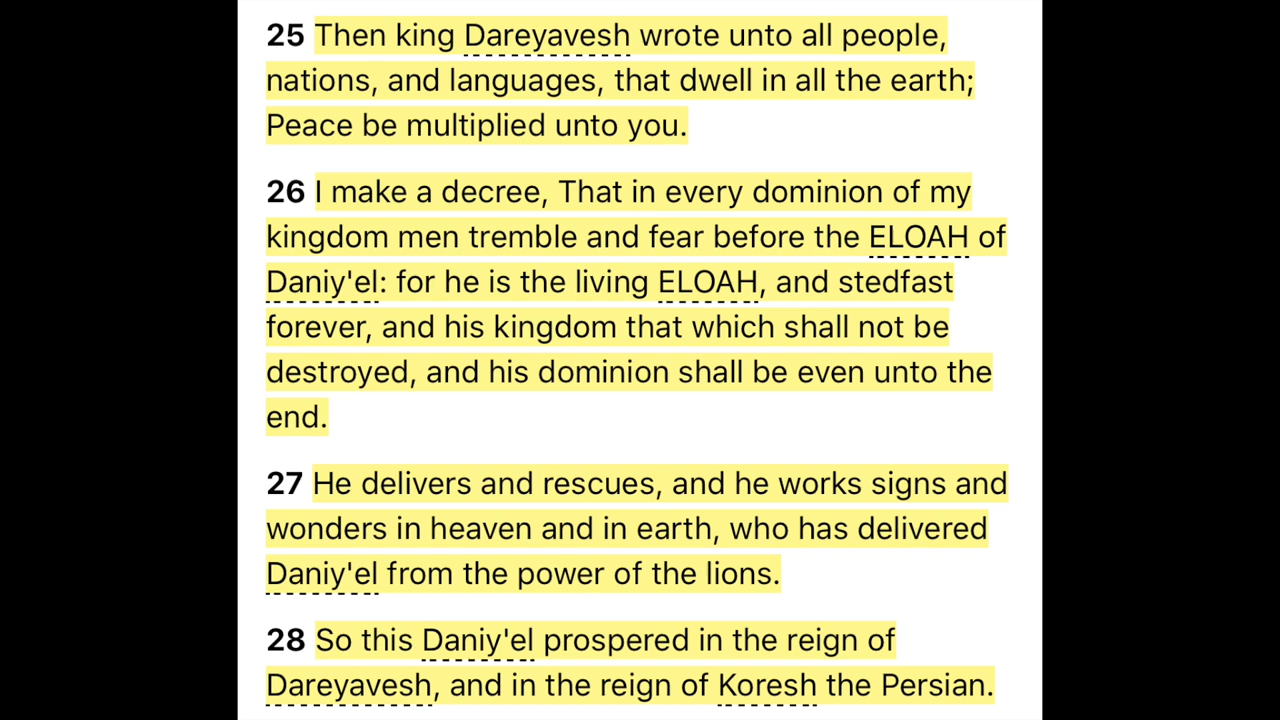 25 Then king Dareyavesh wrote unto all people,
nations, and languages, that dwell in all the earth;
Peace be multiplied unto you.
26 I make a decree, That in every dominion of my
kingdom men tremble and fear before the ELOAH of
Daniy'el: for he is the living ELOAH, and stedfast
forever, and his kingdom that which shall not be
destroyed, and his dominion shall be even unto the
end.
27 He delivers and rescues, and he works signs and
wonders in heaven and in earth, who has delivered
Daniy'el from the power of the lions.
28 So this Daniy'el prospered in the reign of
Dareyavesh, and in the reign of Koresh the Persian.